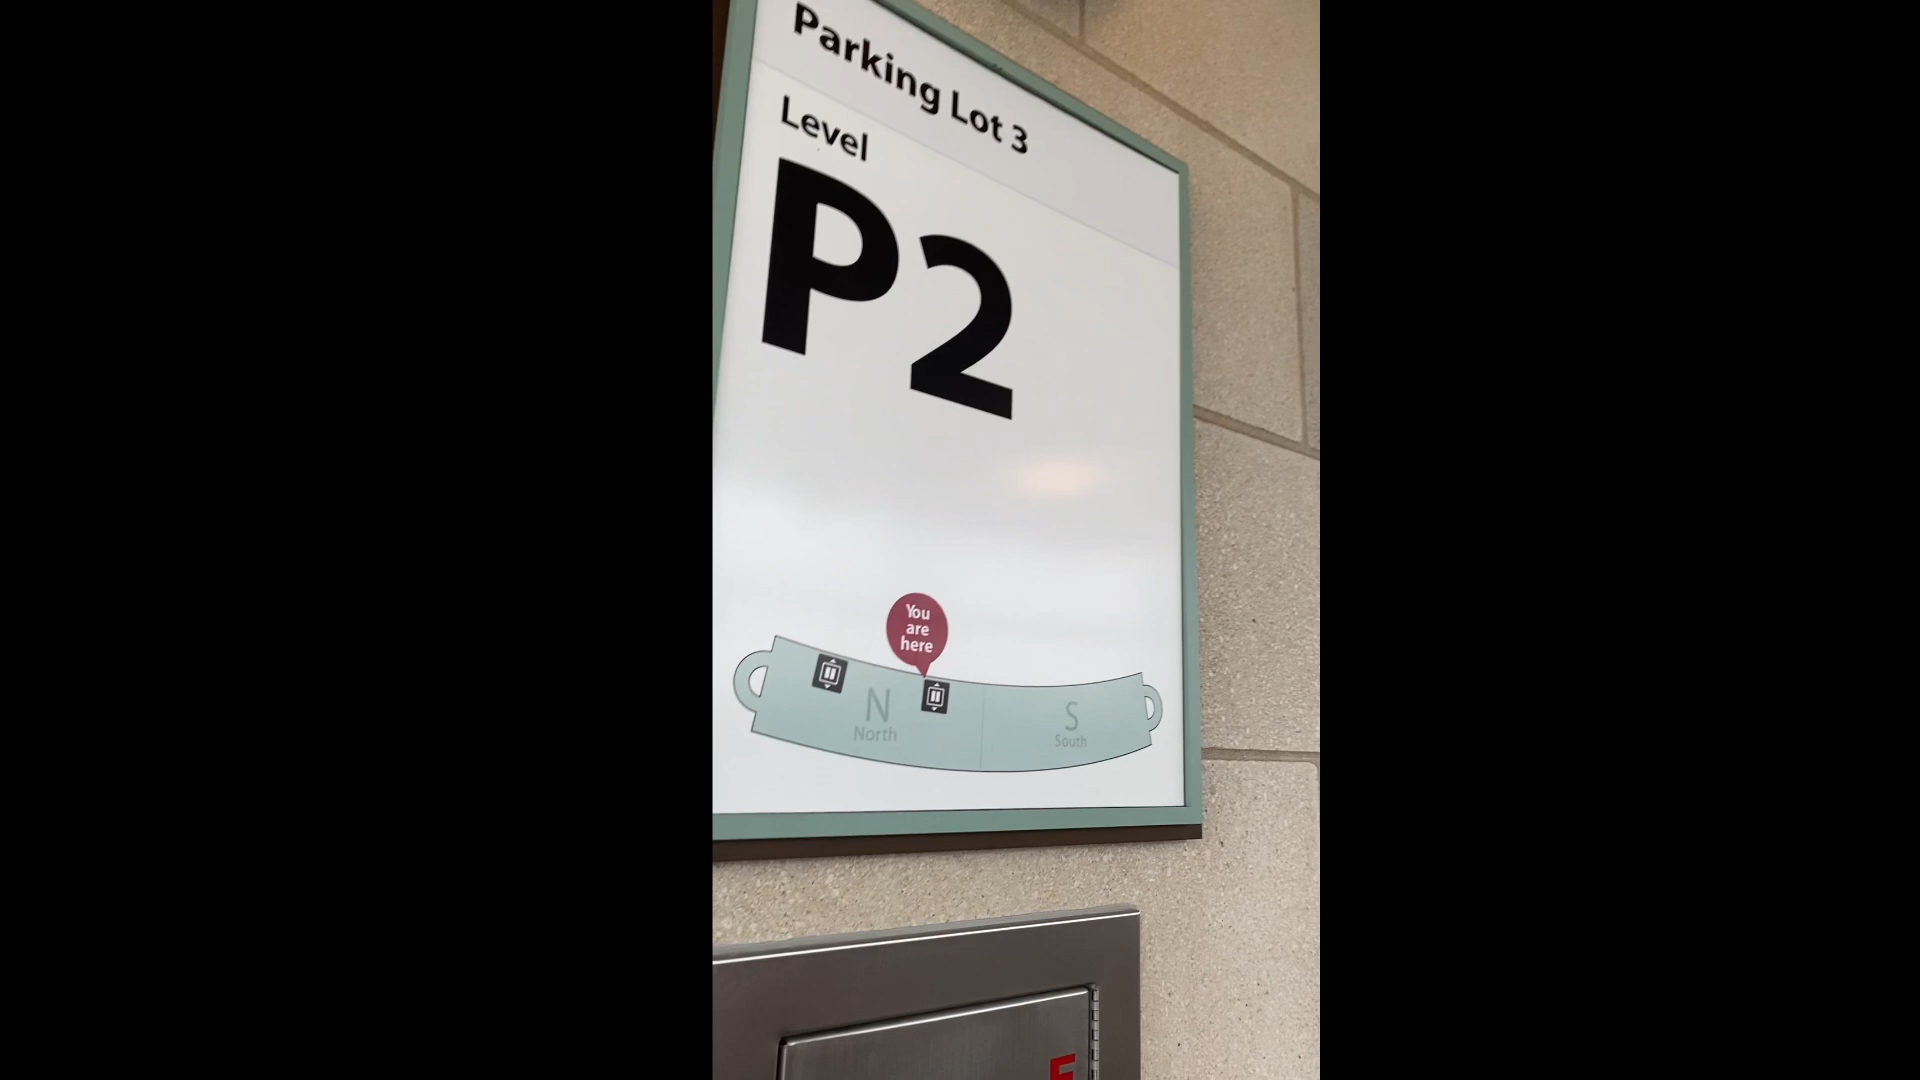 Parking Lot 3
Level
P2
You
are
here
N
North
S
South